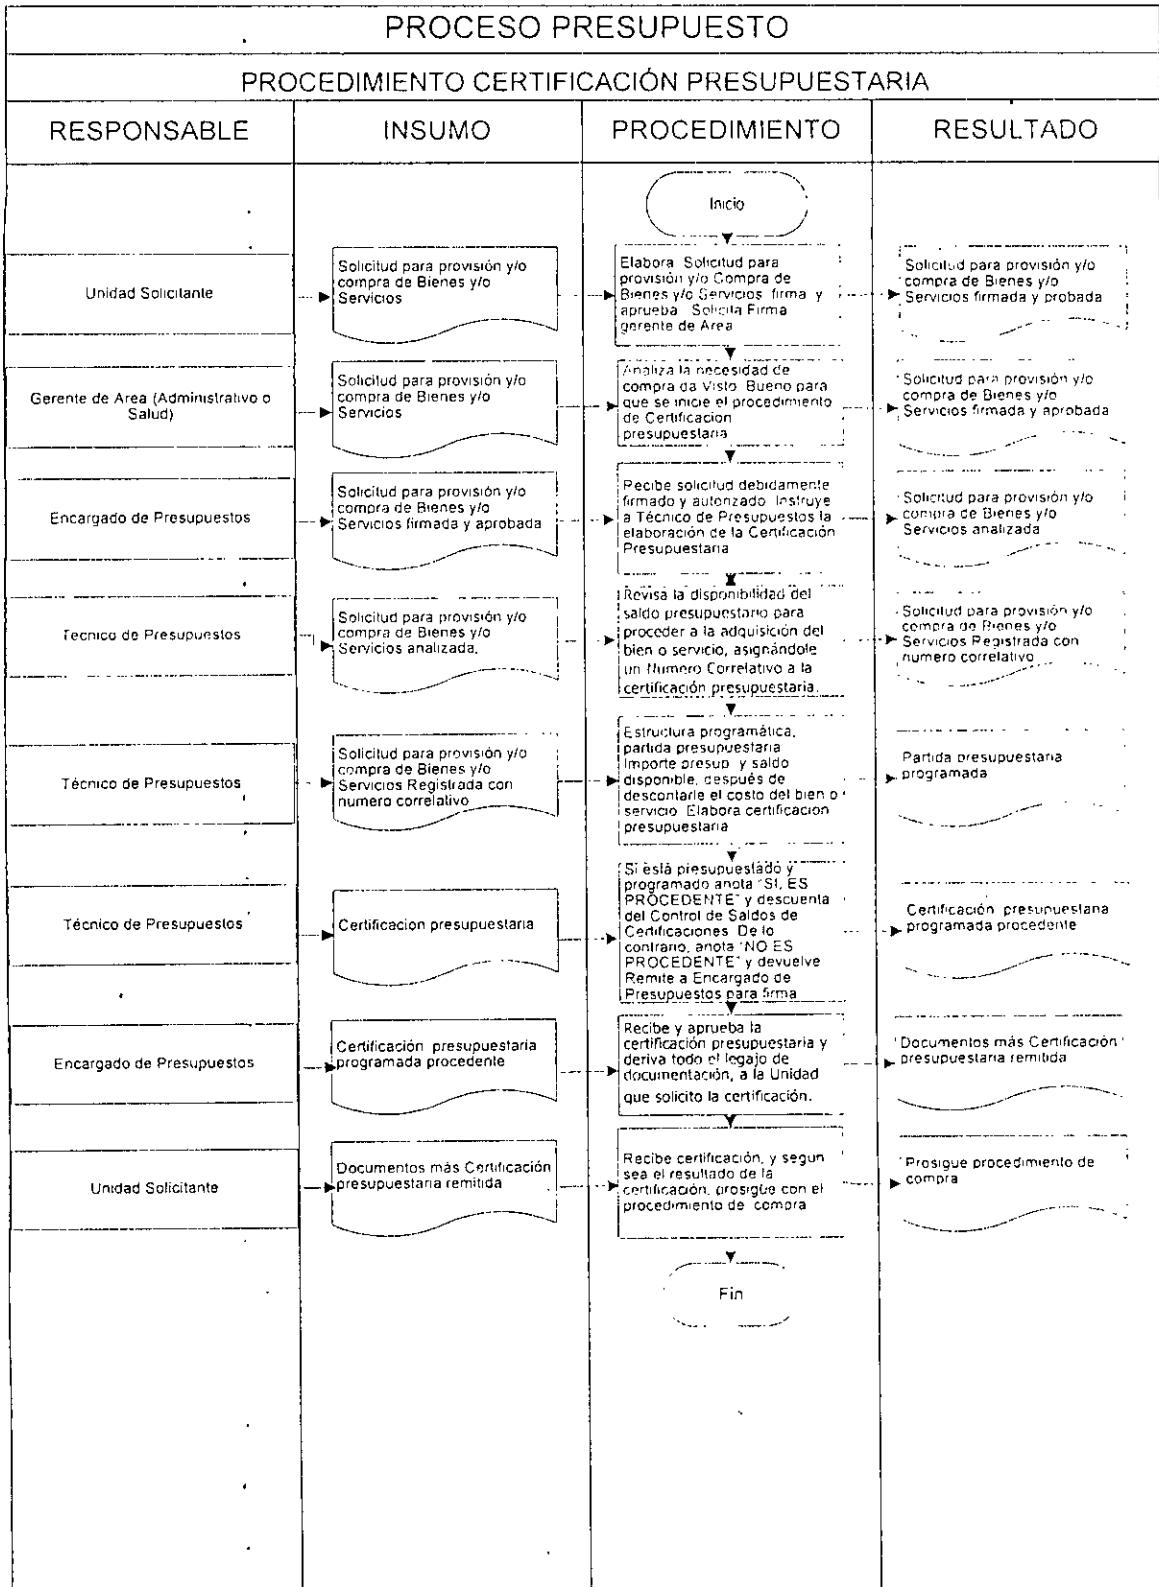 PROCESO PRESUPUESTO
PROCEDIMIENTO CERTIFICACIÓN PRESUPUESTARIA
RESPONSABLE
INSUMO
PROCEDIMIENTO
RESULTADO
Inicio
Unidad Solicitante
Solicitud para provisión y/o
compra de Bienes y/o
Servicios
Elabora Solicitud para
provisión y/o Compra de
Bienes y/o Servicios firma y
aprueba Solicita Firma
gerente de Area
Solicitud para provisión y/o
compra de Bienes y/o
Servicios firmada y probada
Gerente de Area (Administrativo o
Salud)
Solicitud para provisión y/o
compra de Bienes y/o
Servicios
Analiza la necesidad de
compra da Visto Bueno para
que se inicie el procedimiento
de Certificacion
presupuestaria
Solicitud para provisión y/o
compra de Bienes y/o
Servicios firmada y aprobada
Encargado de Presupuestos
Solicitud para provisión y/o
compra de Bienes y/o
Servicios firmada y aprobada
Recibe solicitud debidamente
firmado y autorizado Instruye
a Técnico de Presupuestos la
elaboración de la Certificación
Presupuestaria
Solicitud para provisión y/o
compra de Bienes y/o
Servicios analizada
Tecnico de Presupuestos
Solicitud para provisión y/o
compra de Bienes y/o
Servicios analizada.
Revisa la disponibilidad del
saldo presupuestario para
proceder a la adquisición del
bien o servicio, asignándole
un Numero Correlativo a la
certificación presupuestaria.
Solicitud para provisión y/o
compra de Bienes y/o
Servicios Registrada con
numero correlativo
Técnico de Presupuestos
Solicitud para provisión y/o
compra de Bienes y/o
Servicios Registrada con
numero correlativo
Estructura programática,
partida presupuestaria
Importe presup y saldo
disponible, después de
descontarle el costo del bien o
servicio Elabora certificacion
presupuestaria
Partida presupuestaria
programada
Técnico de Presupuestos
Certificacion presupuestaria
Si está presupuestado y
programado anota "SI, ES
PROCEDENTE" y descuenta
del Control de Saldos de
Certificaciones De lo
contrario, anota "NO ES
PROCEDENTE" y devuelve
Remite a Encargado de
Presupuestos para firma
Certificación presupuestaria
programada procedente
Encargado de Presupuestos
Certificación presupuestaria
programada procedente
Recibe y aprueba la
certificación presupuestaria y
deriva todo el legajo de
documentación, a la Unidad
que solicito la certificación.
Documentos más Certificación
presupuestaria remitida
Unidad Solicitante
Documentos más Certificación
presupuestaria remitida
Recibe certificación, y segun
sea el resultado de la
certificación, prosigue con el
procedimiento de compra
Prosigue procedimiento de
compra
Fin